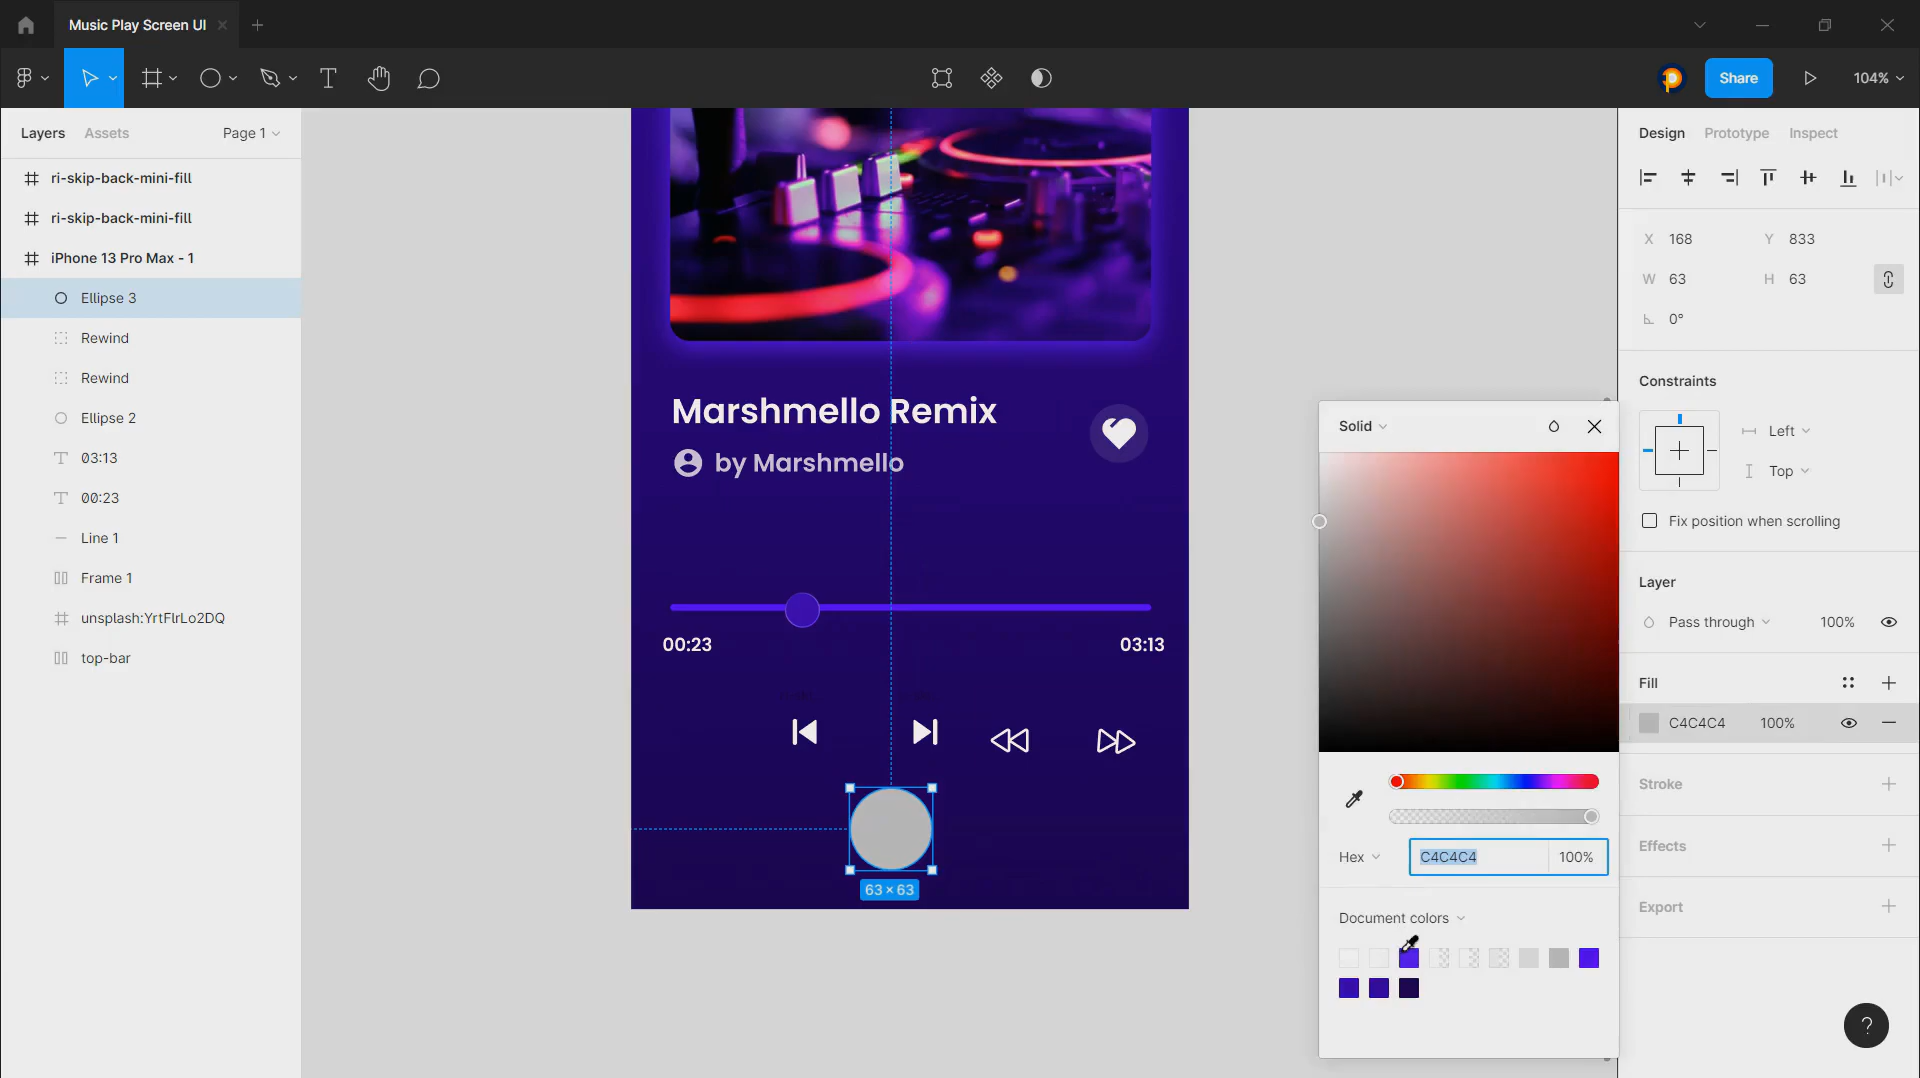 Music Play Screen UI
Share
104%
Layers
Assets
Page 1
ri-skip-back-mini-fill
ri-skip-back-mini-fill
iPhone 13 Pro Max - 1
Ellipse 3
Rewind
Rewind
Ellipse 2
03:13
00:23
Line 1
Frame 1
unsplash:YrtFlrLo2DQ
top-bar
Marshmello Remix
by Marshmello
00:23
03:13
63 × 63
Solid
Hex
C4C4C4
100%
Document colors
Design
Prototype
Inspect
X 168
Y 833
W 63
H 63
0°
Constraints
Left
Top
Fix position when scrolling
Layer
Pass through
100%
Fill
C4C4C4
100%
Stroke
Effects
Export
?